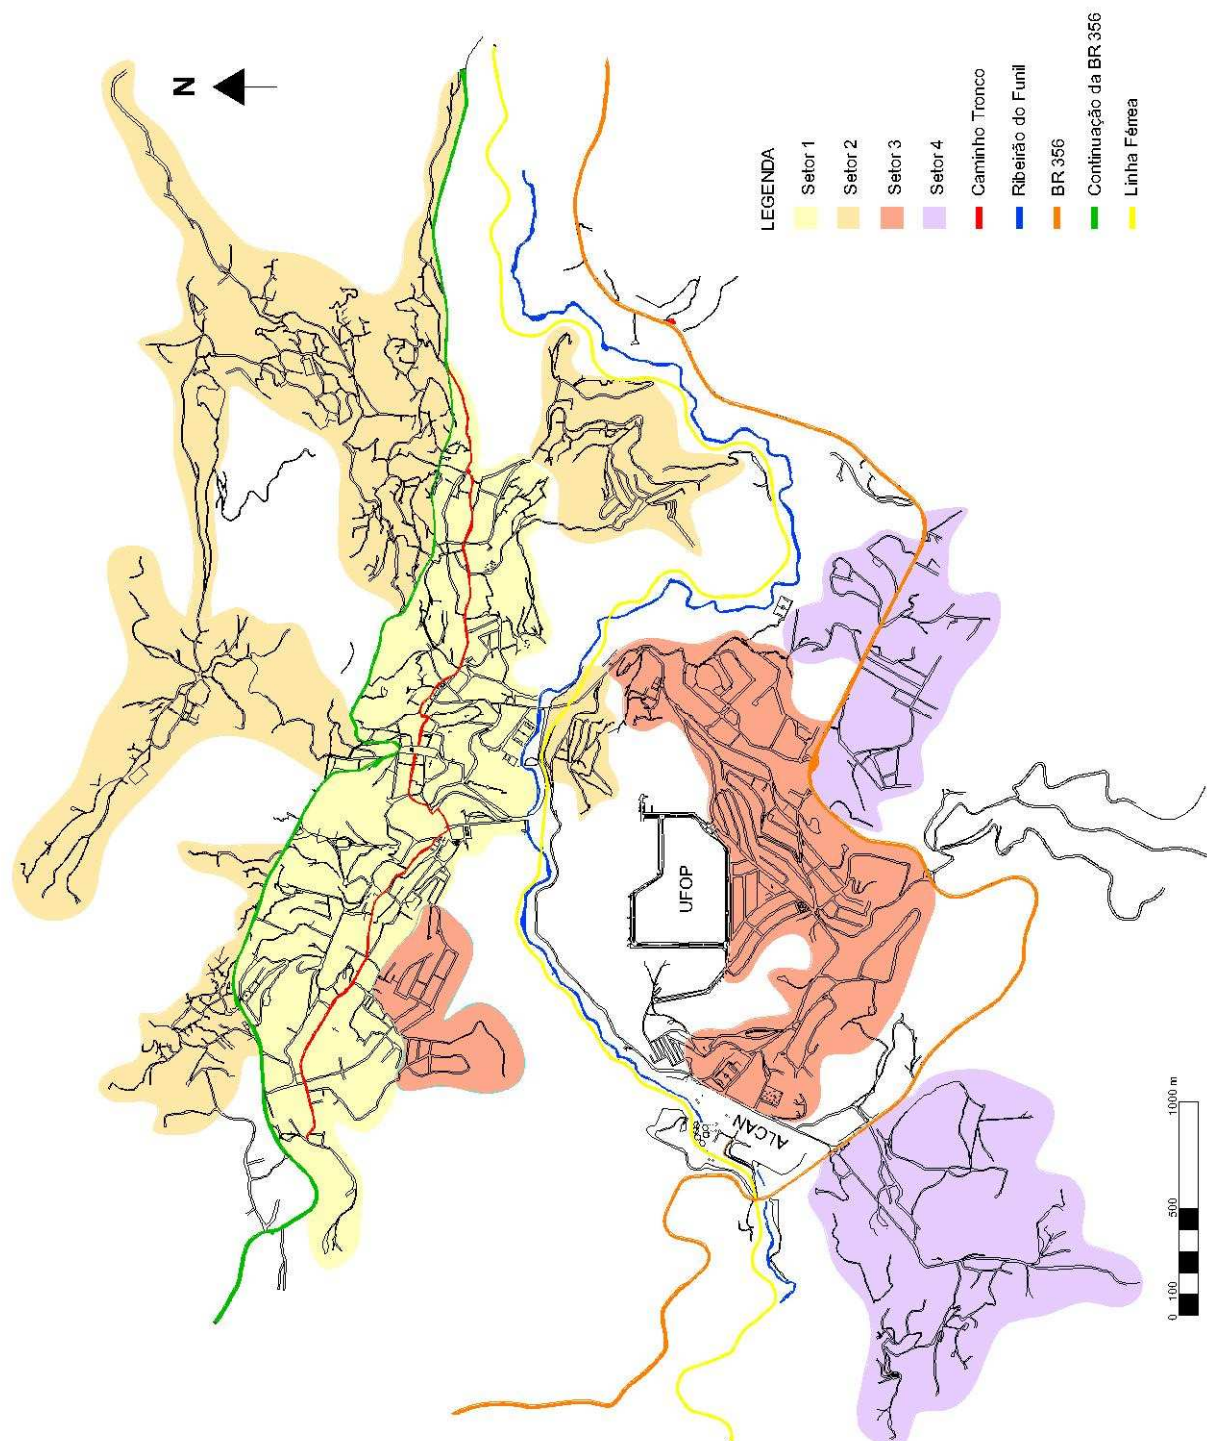 N
LEGENDA
Setor 1
Setor 2
Setor 3
Setor 4
Caminho Tronco
Ribeirão do Funil
BR 356
Continuação da BR 356
Linha Férrea
UFOP
ALCAN
0 100 500 1000 m